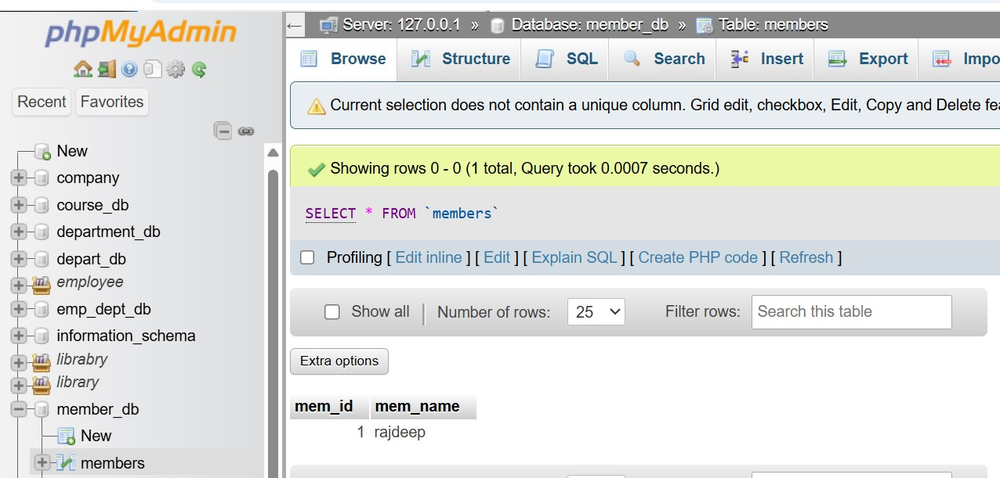 phpMyAdmin
Recent Favorites
New
company
course_db
department_db
depart_db
employee
emp_dept_db
information_schema
librabry
library
member_db
New
members
Server: 127.0.0.1 » Database: member_db » Table: members
Browse Structure SQL Search Insert Export Impo
Current selection does not contain a unique column. Grid edit, checkbox, Edit, Copy and Delete fea
Showing rows 0 - 0 (1 total, Query took 0.0007 seconds.)
SELECT * FROM `members`
Profiling [ Edit inline ] [ Edit ] [ Explain SQL ] [ Create PHP code ] [ Refresh ]
Show all | Number of rows: 25 Filter rows: Search this table
Extra options
mem_id mem_name
1 rajdeep